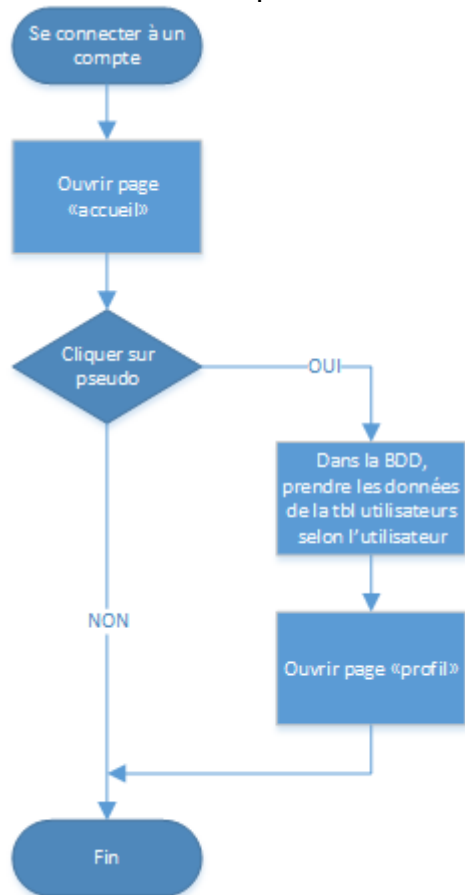 Se connecter à un
compte
Ouvrir page
«accueil»
Cliquer sur
pseudo
OUI
Dans la BDD,
prendre les données
de la tbl utilisateurs
selon l'utilisateur
NON
Ouvrir page «profil»
Fin